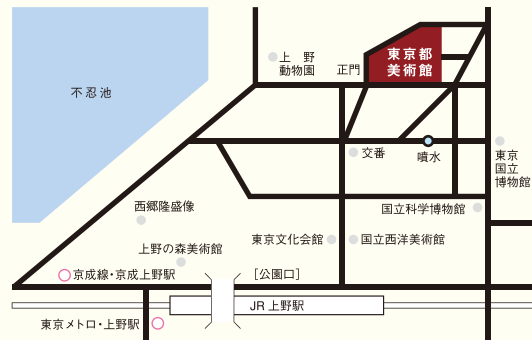 東京都
美術館
上　野
動物園
正門
不忍池
交番
噴水
東京
国立
博物館
国立科学博物館
西郷隆盛像
東京文化会館
国立西洋美術館
上野の森美術館
京成線・京成上野駅
［公園口］
JR 上野駅
東京メトロ・上野駅